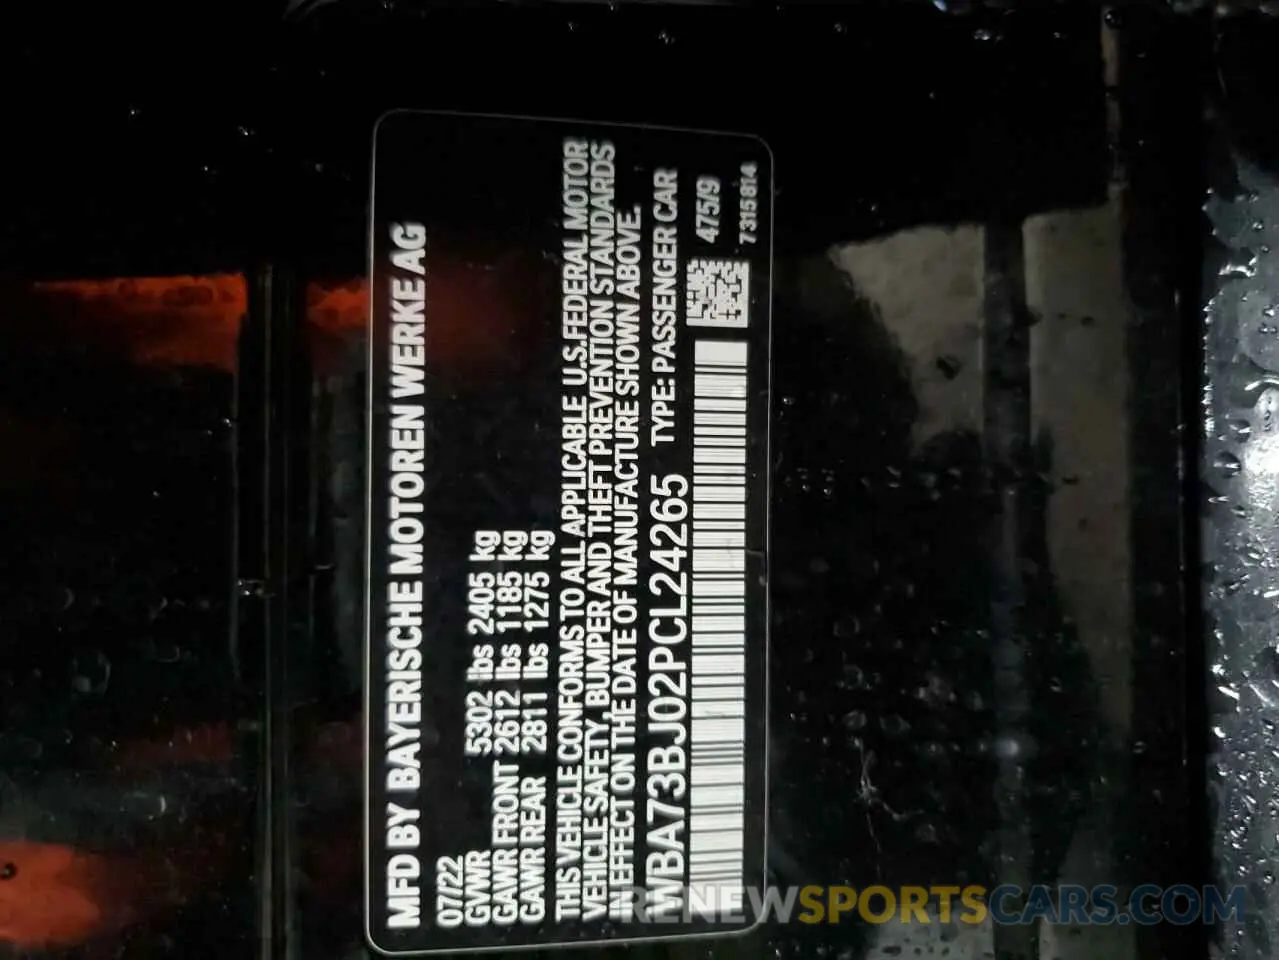 MFD BY BAYERISCHE MOTOREN WERKE AG
07/22
GVWR 5302 lbs 2405 kg
GAWR FRONT 2612 lbs 1185 kg
GAWR REAR 2811 lbs 1275 kg
THIS VEHICLE CONFORMS TO ALL APPLICABLE U.S.FEDERAL MOTOR
VEHICLE SAFETY, BUMPER AND THEFT PREVENTION STANDARDS
IN EFFECT ON THE DATE OF MANUFACTURE SHOWN ABOVE.
WBA73BJ02PCL24265 TYPE: PASSENGER CAR
475/9
7315814
RENEWSPORTSCARS.COM